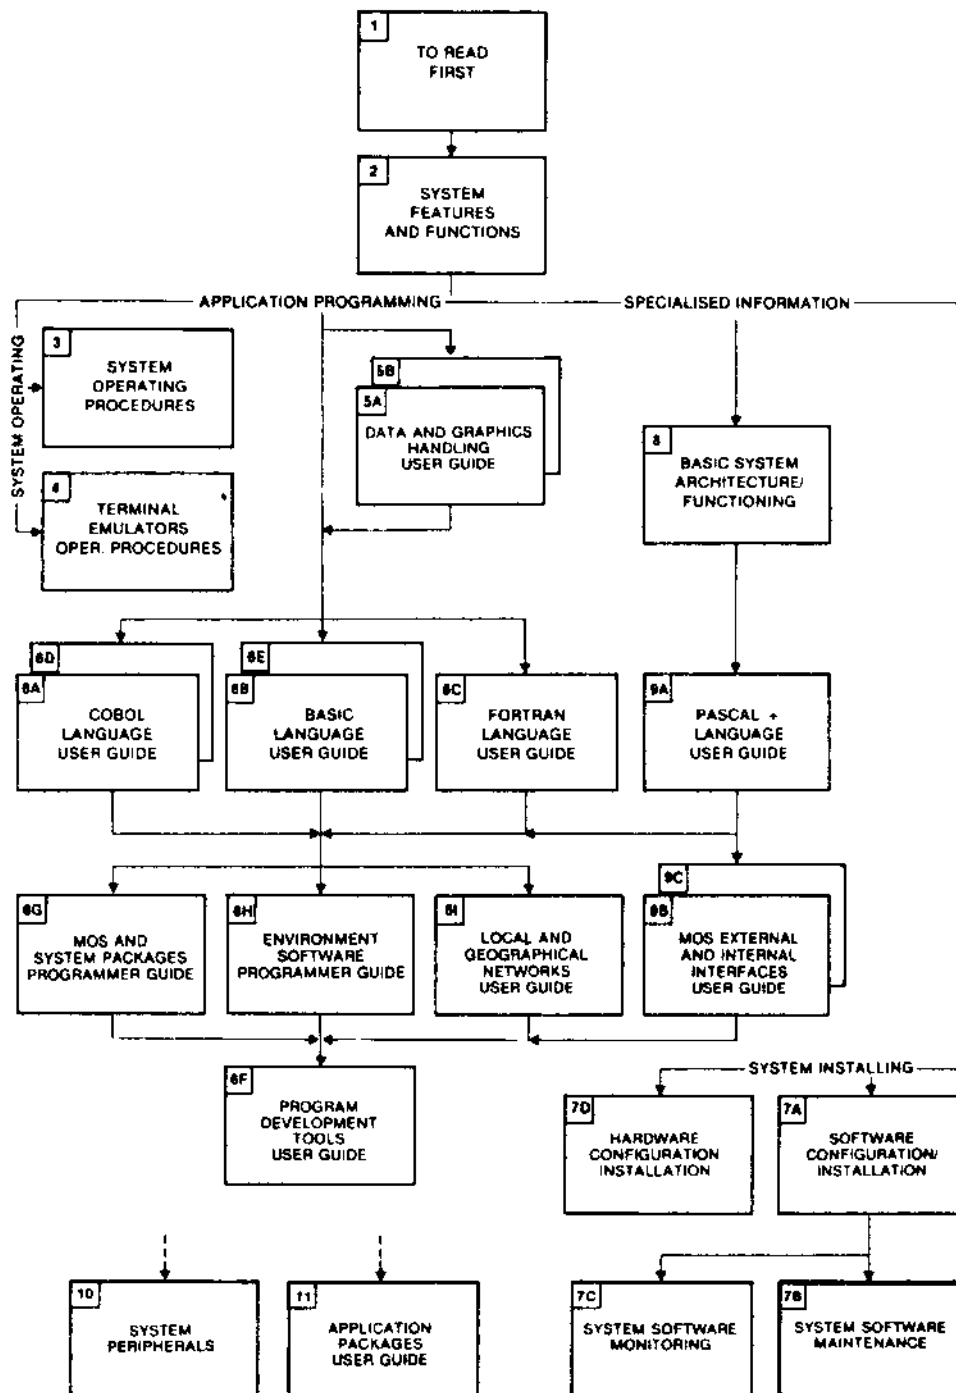 1
TO READ
FIRST
2
SYSTEM
FEATURES
AND FUNCTIONS
APPLICATION PROGRAMMING
SPECIALISED INFORMATION
SYSTEM OPERATING
3
SYSTEM
OPERATING
PROCEDURES
5B
5A
DATA AND GRAPHICS
HANDLING
USER GUIDE
8
BASIC SYSTEM
ARCHITECTURE/
FUNCTIONING
4
TERMINAL
EMULATORS
OPER. PROCEDURES
6D
6A
COBOL
LANGUAGE
USER GUIDE
6E
6B
BASIC
LANGUAGE
USER GUIDE
6C
FORTRAN
LANGUAGE
USER GUIDE
9A
PASCAL +
LANGUAGE
USER GUIDE
6G
MOS AND
SYSTEM PACKAGES
PROGRAMMER GUIDE
6H
ENVIRONMENT
SOFTWARE
PROGRAMMER GUIDE
6I
LOCAL AND
GEOGRAPHICAL
NETWORKS
USER GUIDE
9C
9B
MOS EXTERNAL
AND INTERNAL
INTERFACES
USER GUIDE
6F
PROGRAM
DEVELOPMENT
TOOLS
USER GUIDE
SYSTEM INSTALLING
7D
HARDWARE
CONFIGURATION
INSTALLATION
7A
SOFTWARE
CONFIGURATION/
INSTALLATION
10
SYSTEM
PERIPHERALS
11
APPLICATION
PACKAGES
USER GUIDE
7C
SYSTEM SOFTWARE
MONITORING
7B
SYSTEM SOFTWARE
MAINTENANCE